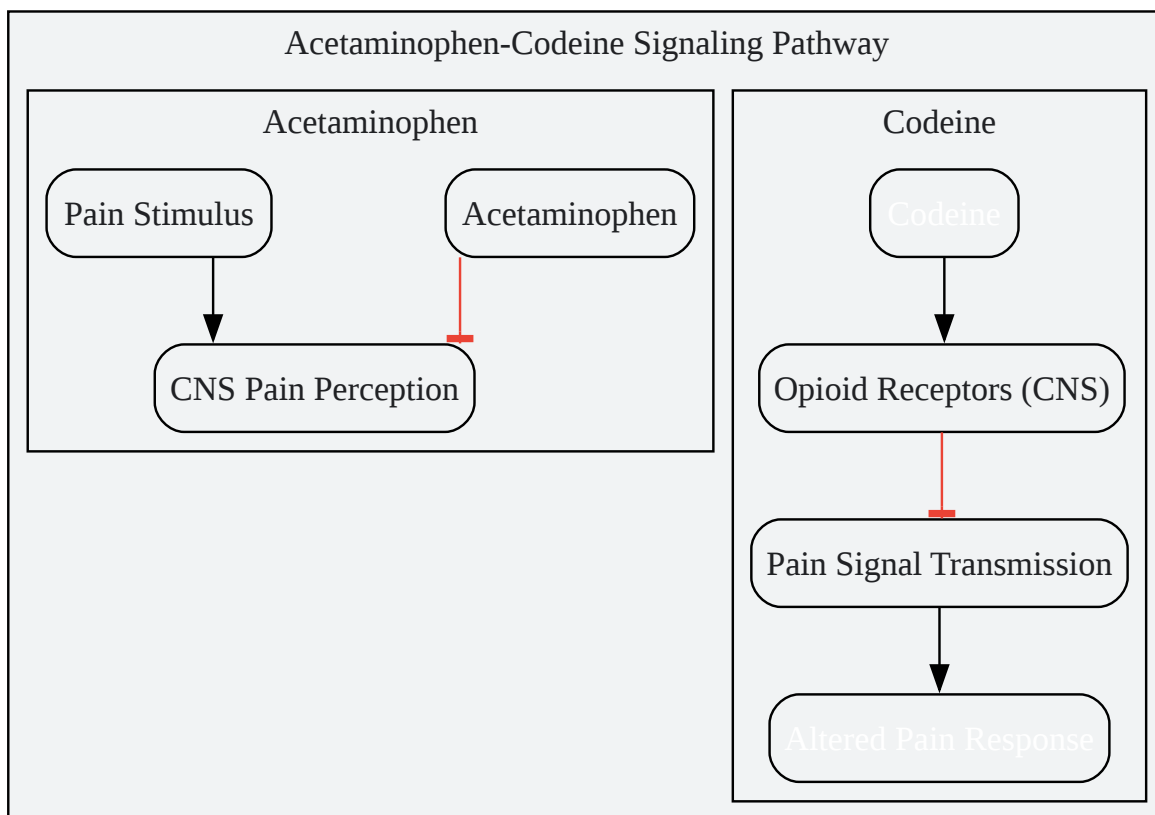 Acetaminophen-Codeine Signaling Pathway
Acetaminophen
Pain Stimulus
Acetaminophen
CNS Pain Perception
Codeine
Codeine
Opioid Receptors (CNS)
Pain Signal Transmission
Altered Pain Response